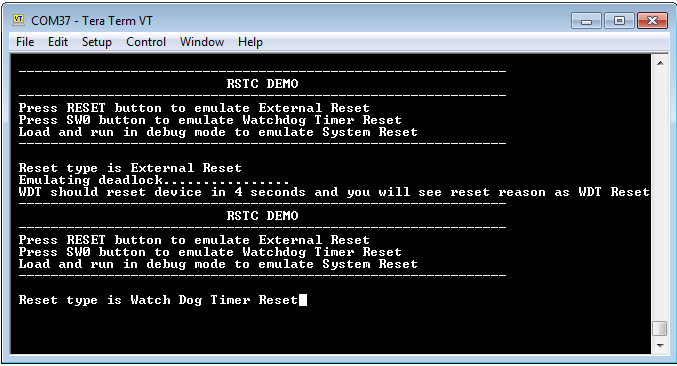 COM37 - Tera Term VT
File Edit Setup Control Window Help
-------------------------------------------------------------
RSTC DEMO
-------------------------------------------------------------
Press RESET button to emulate External Reset
Press SW0 button to emulate Watchdog Timer Reset
Load and run in debug mode to emulate System Reset
-------------------------------------------------------------
Reset type is External Reset
Emulating deadlock................
WDT should reset device in 4 seconds and you will see reset reason as WDT Reset
-------------------------------------------------------------
RSTC DEMO
-------------------------------------------------------------
Press RESET button to emulate External Reset
Press SW0 button to emulate Watchdog Timer Reset
Load and run in debug mode to emulate System Reset
-------------------------------------------------------------
Reset type is Watch Dog Timer Reset